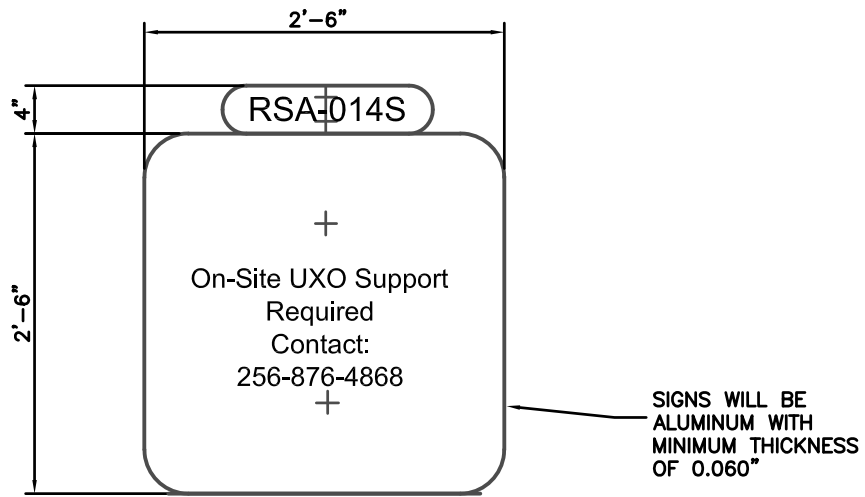 2'-6"
4"
RSA-014S
2'-6"
On-Site UXO Support
Required
Contact:
256-876-4868
SIGNS WILL BE
ALUMINUM WITH
MINIMUM THICKNESS
OF 0.060"